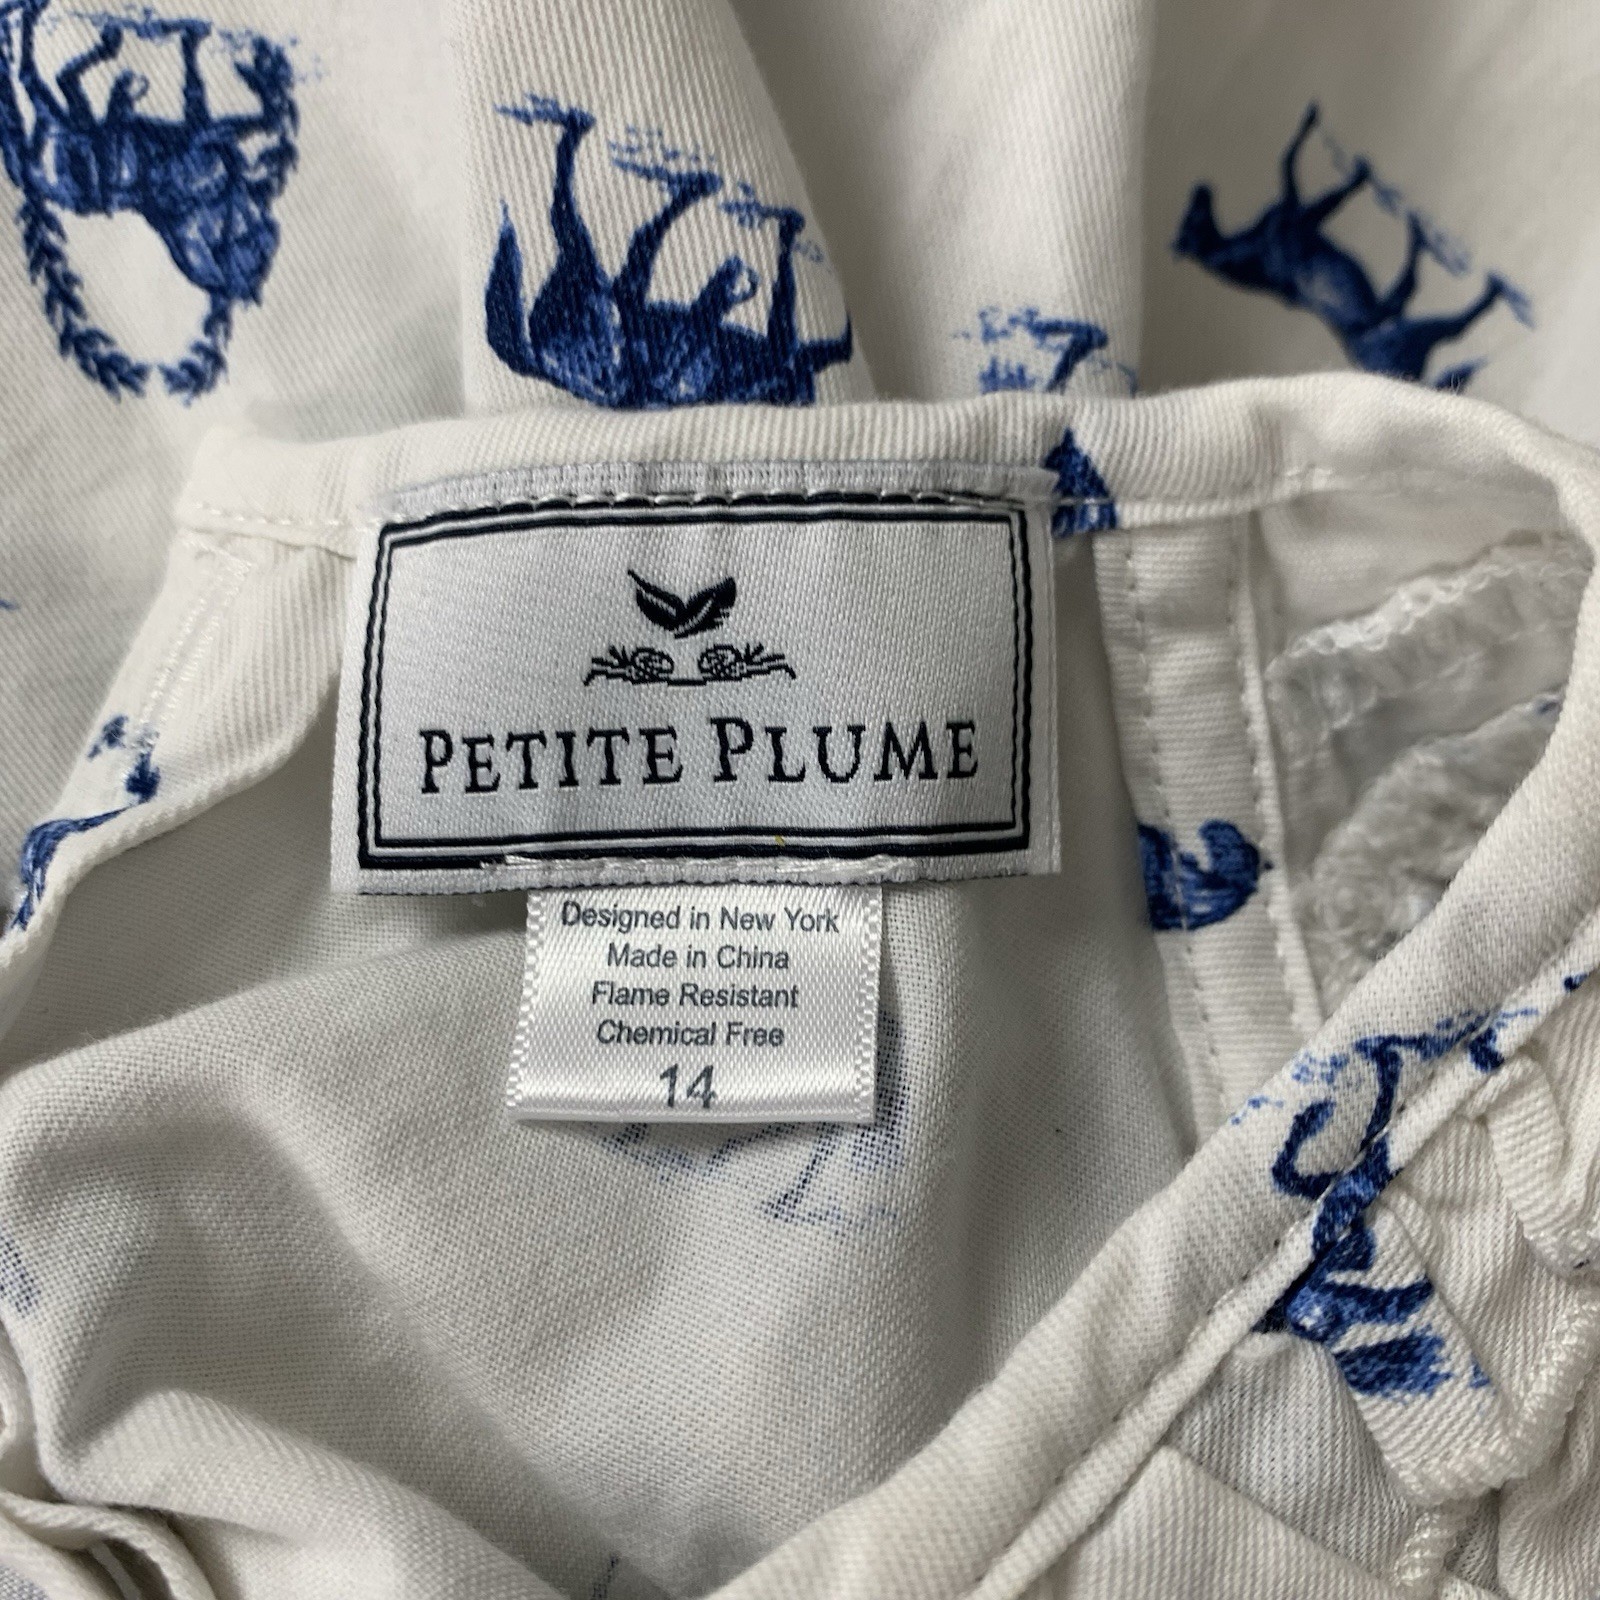 PETITE PLUME
Designed in New York
Made in China
Flame Resistant
Chemical Free
14